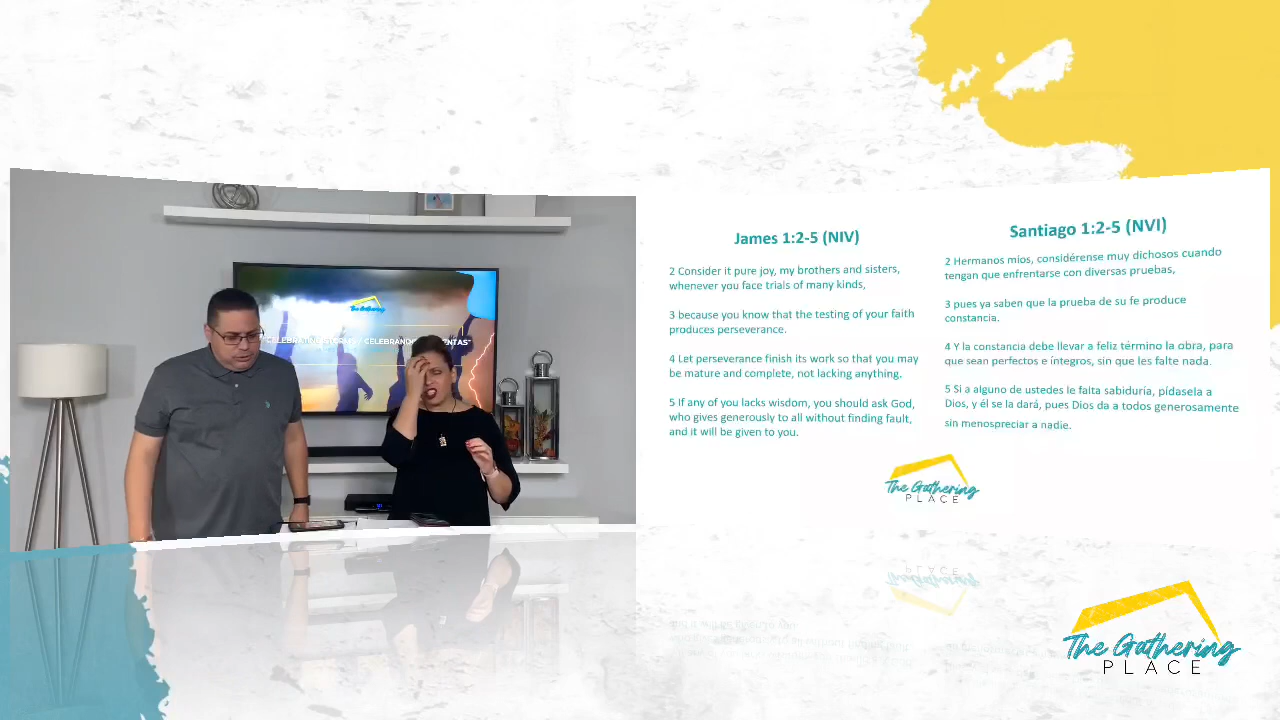 The Gathering
"CELEBRATING STORMS / CELEBRANDO
James 1:2-5 (NIV)
2 Consider it pure joy, my brothers and sisters,
whenever you face trials of many kinds,
3 because you know that the testing of your faith
produces perseverance.
4 Let perseverance finish its work so that you may
be mature and complete, not lacking anything.
5 If any of you lacks wisdom, you should ask God,
who gives generously to all without finding fault,
and it will be given to you.
Santiago 1:2-5 (NVI)
2 Hermanos mios, considérense muy dichosos cuando
tengan que enfrentarse con diversas pruebas,
3 pues ya saben que la prueba de su fe produce
constancia.
4 Y la constancia debe llevar a feliz término la obra, para
que sean perfectos e íntegros, sin que les falte nada.
5 Si a alguno de ustedes le falta sabiduría, pídasela a
Dios, y él se la dará, pues Dios da a todos generosamente
sin menospreciar a nadie.
The Gathering
PLACE
The Gathering
PLACE